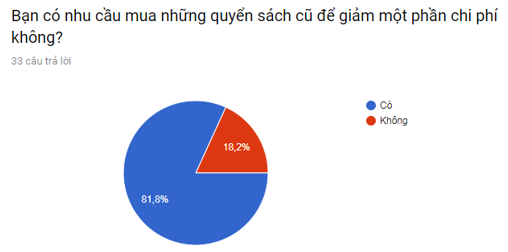 Bạn có nhu cầu mua những quyển sách cũ để giảm một phần chi phí
không?
33 câu trả lời
Có
Không
18,2%
81,8%